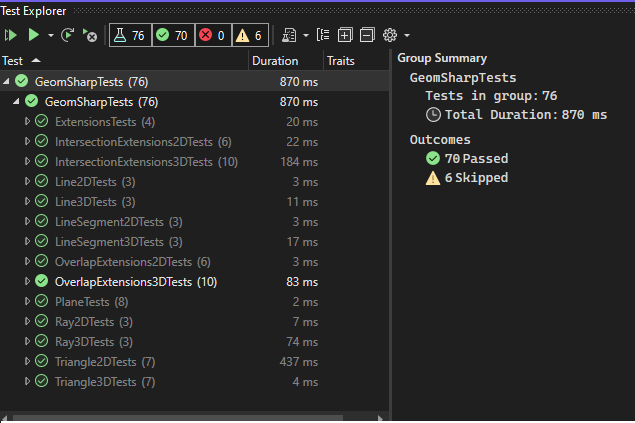 Test Explorer
76 70 0 6
Test Duration Traits
GeomSharpTests (76) 870 ms
GeomSharpTests (76) 870 ms
ExtensionsTests (4) 20 ms
IntersectionExtensions2DTests (6) 22 ms
IntersectionExtensions3DTests (10) 184 ms
Line2DTests (3) 3 ms
Line3DTests (3) 11 ms
LineSegment2DTests (3) 3 ms
LineSegment3DTests (3) 17 ms
OverlapExtensions2DTests (6) 3 ms
OverlapExtensions3DTests (10) 83 ms
PlaneTests (8) 2 ms
Ray2DTests (3) 7 ms
Ray3DTests (3) 74 ms
Triangle2DTests (7) 437 ms
Triangle3DTests (7) 4 ms
Group Summary
GeomSharpTests
Tests in group: 76
Total Duration: 870 ms
Outcomes
70 Passed
6 Skipped